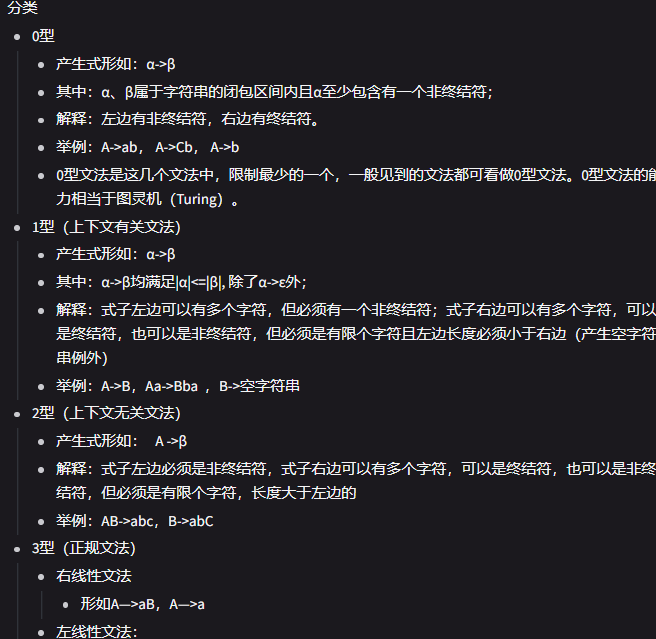 分类
0型
产生式形如：α->β
其中：α、β属于字符串的闭包区间内且α至少包含有一个非终结符；
解释：左边有非终结符，右边有终结符。
举例：A->ab， A->Cb， A->b
0型文法是这几个文法中，限制最少的一个，一般见到的文法都可看做0型文法。0型文法的能
力相当于图灵机（Turing）。
1型（上下文有关文法）
产生式形如：α->β
其中：α->β均满足|α|<=|β|, 除了α->ε外；
解释：式子左边可以有多个字符，但必须有一个非终结符；式子右边可以有多个字符，可以
是终结符，也可以是非终结符，但必须是有限个字符且左边长度必须小于右边（产生空字符
串例外）
举例：A->B，Aa->Bba ，B->空字符串
2型（上下文无关文法）
产生式形如： A ->β
解释：式子左边必须是非终结符，式子右边可以有多个字符，可以是终结符，也可以是非终
结符，但必须是有限个字符，长度大于左边的
举例：AB->abc，B->abC
3型（正规文法）
右线性文法
形如A—>aB，A—>a
左线性文法：